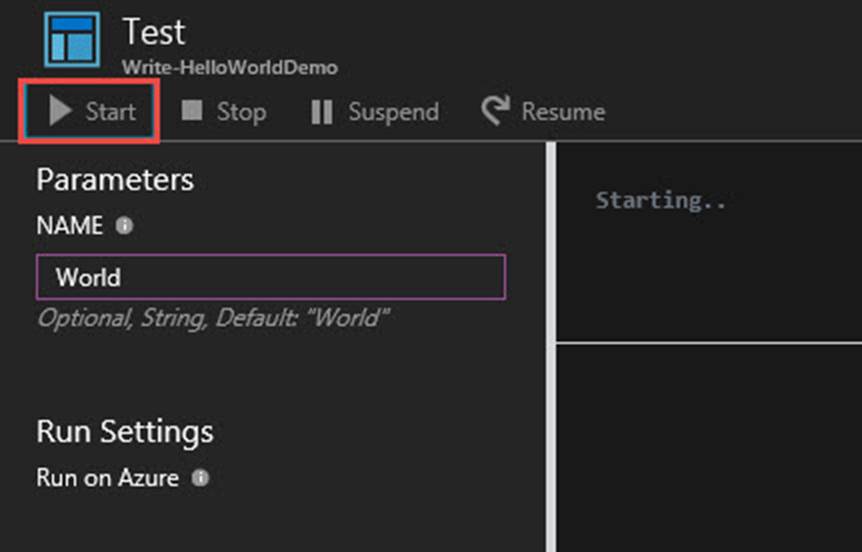 Test
Write-HelloWorldDemo
Start Stop Suspend Resume
Parameters
NAME
World
Optional, String, Default: "World"
Starting..
Run Settings
Run on Azure